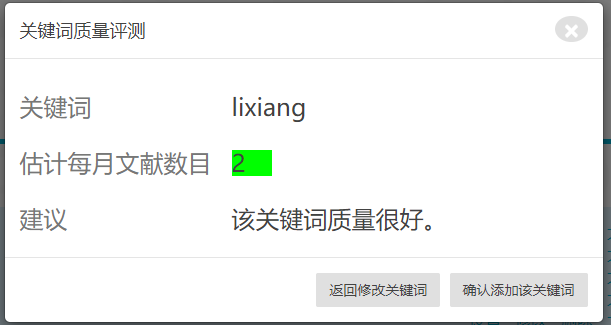 关键词质量评测
关键词 lixiang
估计每月文献数目 2
建议 该关键词质量很好。
返回修改关键词 确认添加该关键词